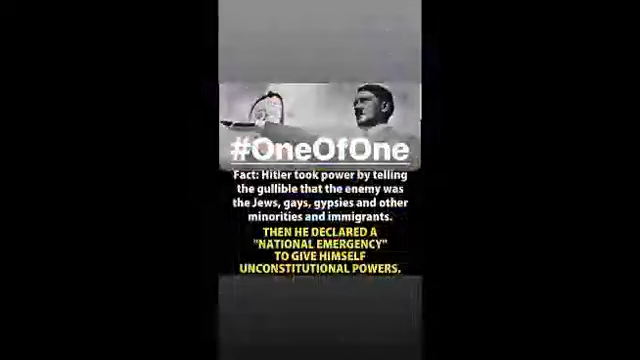 #OneOfOne
Fact: Hitler took power by telling
the gullible that the enemy was
the Jews, gays, gypsies and other
minorities and immigrants.
THEN HE DECLARED A
"NATIONAL EMERGENCY"
TO GIVE HIMSELF
UNCONSTITUTIONAL POWERS.